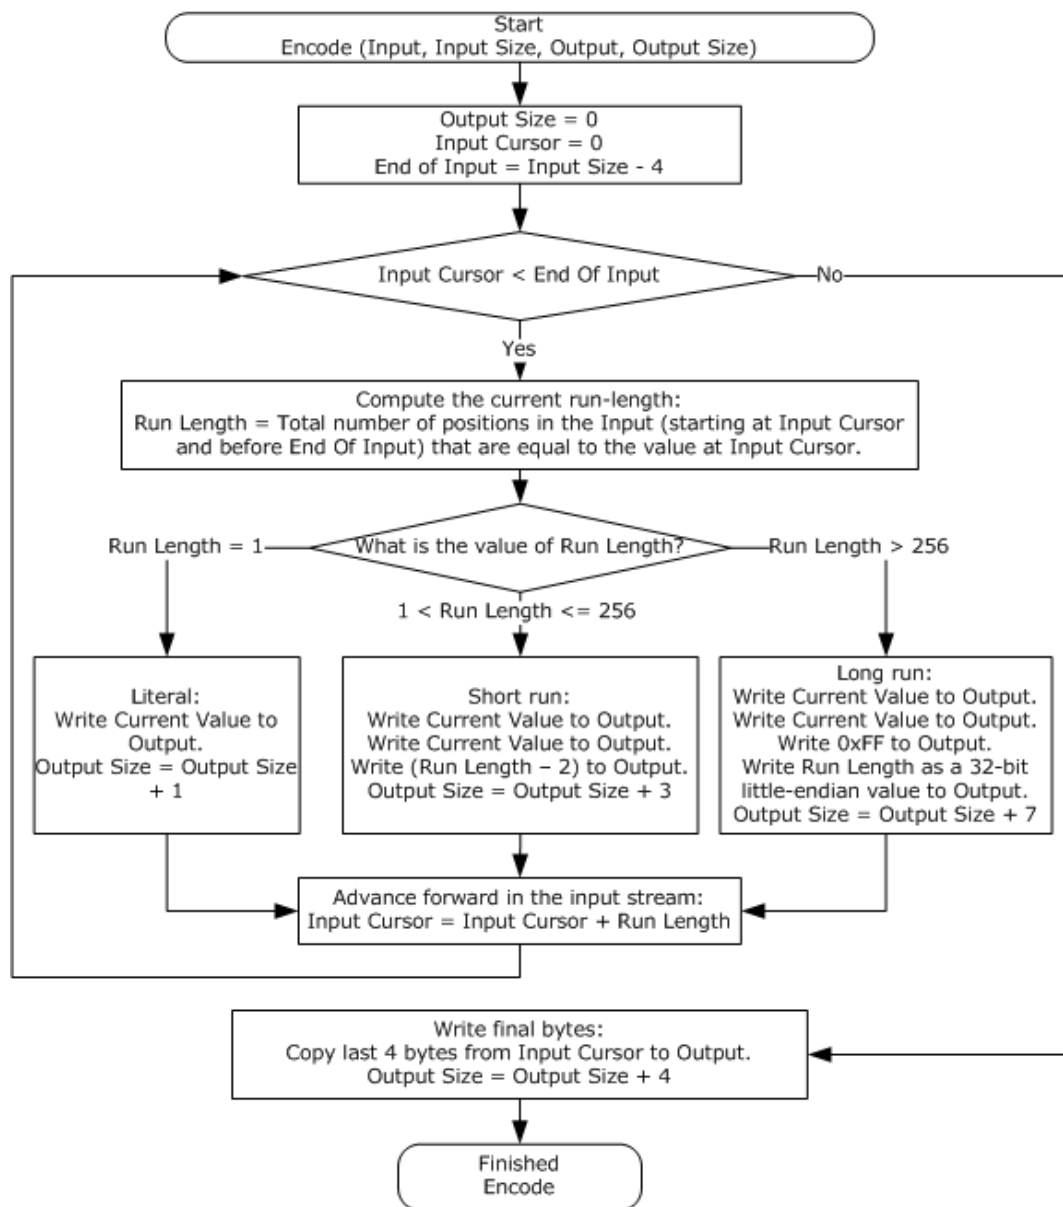 Start
Encode (Input, Input Size, Output, Output Size)
Output Size = 0
Input Cursor = 0
End of Input = Input Size - 4
Input Cursor < End Of Input
No
Yes
Compute the current run-length:
Run Length = Total number of positions in the Input (starting at Input Cursor
and before End Of Input) that are equal to the value at Input Cursor.
Run Length = 1
What is the value of Run Length?
Run Length > 256
1 < Run Length <= 256
Literal:
Write Current Value to
Output.
Output Size = Output Size
+ 1
Short run:
Write Current Value to Output.
Write Current Value to Output.
Write (Run Length – 2) to Output.
Output Size = Output Size + 3
Long run:
Write Current Value to Output.
Write Current Value to Output.
Write 0xFF to Output.
Write Run Length as a 32-bit
little-endian value to Output.
Output Size = Output Size + 7
Advance forward in the input stream:
Input Cursor = Input Cursor + Run Length
Write final bytes:
Copy last 4 bytes from Input Cursor to Output.
Output Size = Output Size + 4
Finished
Encode